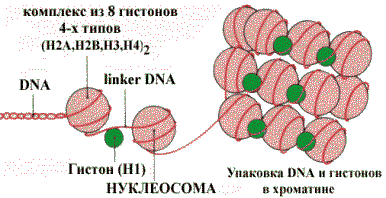 комплекс из 8 гистонов
4-х типов
(H2A,H2B,H3,H4)2
DNA
linker DNA
Гистон (H1)
НУКЛЕОСОМА
Упаковка DNA и гистонов
в хроматине